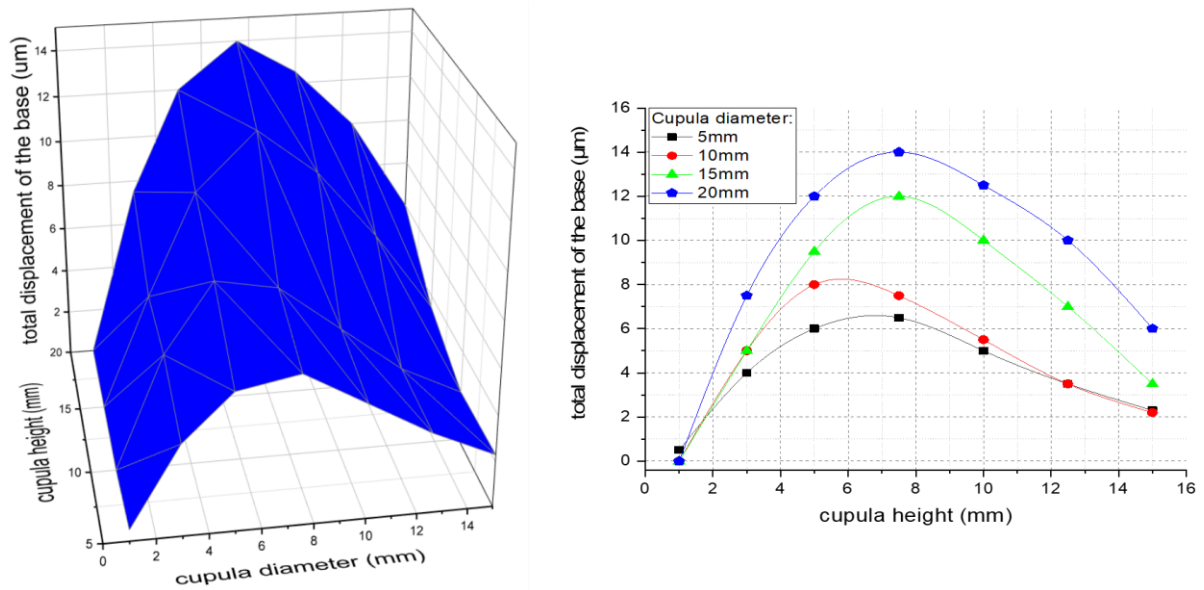 total displacement of the base (um)
14
12
10
8
6
4
2
20
15
10
5
cupula height (mm)
0
2
4
6
8
10
12
14
cupula diameter (mm)
total displacement of the base (µm)
16
14
12
10
8
6
4
2
0
Cupula diameter:
5mm
10mm
15mm
20mm
0 2 4 6 8 10 12 14 16
cupula height (mm)